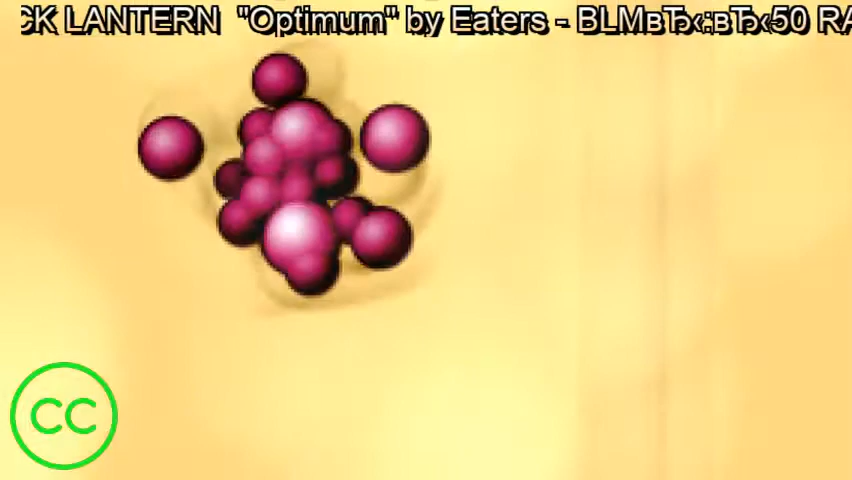 CK LANTERN "Optimum" by Eaters - BLMвЂ‹:вЂ‹50 RA
CC